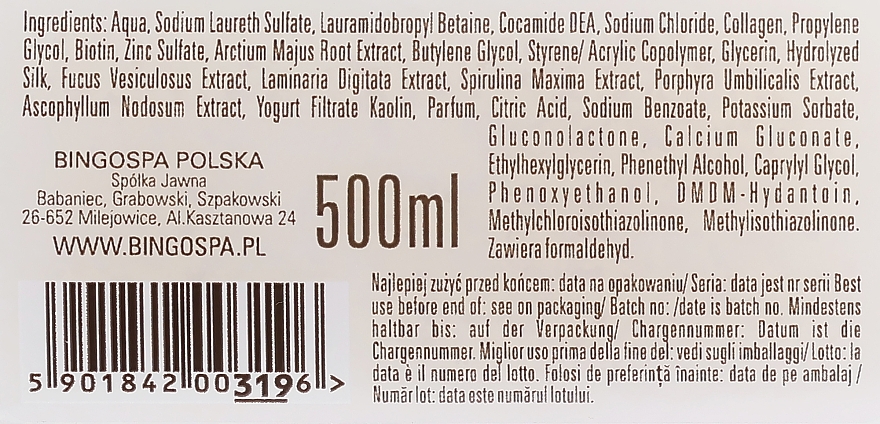 Ingredients: Aqua, Sodium Laureth Sulfate, Lauramidobropyl Betaine, Cocamide DEA, Sodium Chloride, Collagen, Propylene
Glycol, Biotin, Zinc Sulfate, Arctium Majus Root Extract, Butylene Glycol, Styrene/ Acrylic Copolymer, Glycerin, Hydrolyzed
Silk, Fucus Vesiculosus Extract, Laminaria Digitata Extract, Spirulina Maxima Extract, Porphyra Umbilicalis Extract,
Ascophyllum Nodosum Extract, Yogurt Filtrate Kaolin, Parfum, Citric Acid, Sodium Benzoate, Potassium Sorbate,
Gluconolactone, Calcium Gluconate,
Ethylhexylglycerin, Phenethyl Alcohol, Caprylyl Glycol,
Phenoxyethanol, DMDM-Hydantoin,
Methylchloroisothiazolinone, Methylisothiazolinone.
Zawiera formaldehyd.
BINGOSPA POLSKA
Spólka Jawna
Babaniec, Grabowski, Szpakowski
26-652 Milejowice, Al.Kasztanowa 24
WWW.BINGOSPA.PL
500ml
5 901842 003196 >
Najlepiej zużyć przed końcem: data na opakowaniu/ Seria: data jest nr serii Best
use before end of: see on packaging/ Batch no: /date is batch no. Mindestens
haltbar bis: auf der Verpackung/ Chargennummer: Datum ist die
Chargennummer. Miglior uso prima della fine del: vedi sugli imballaggi/ Lotto: la
data è il numero del lotto. Folosi de preferință înainte: data de pe ambalaj /
Număr lot: data este numărul lotului.